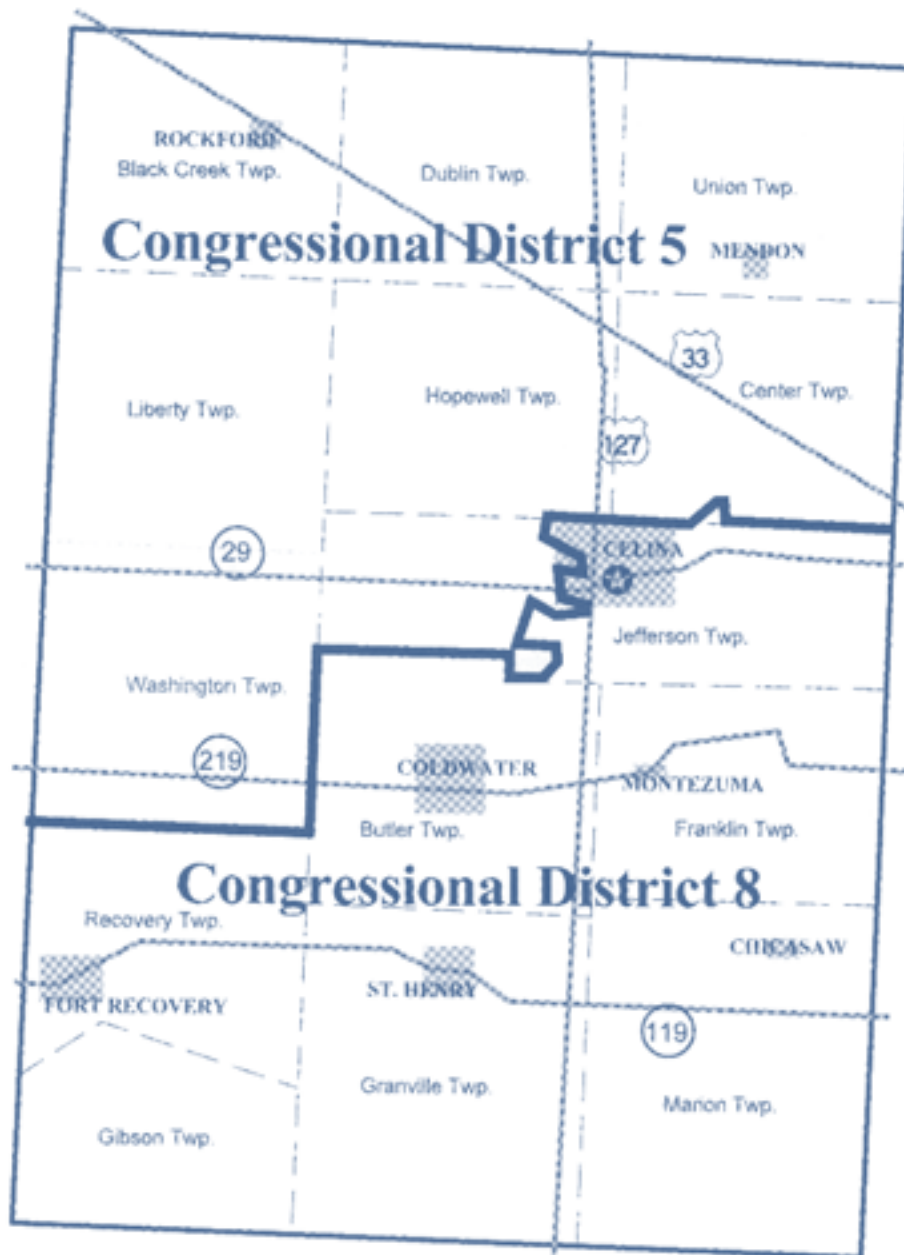 ROCKFORD
Black Creek Twp.
Dublin Twp.
Union Twp.
Congressional District 5
MENDON
33
Liberty Twp.
Hopewell Twp.
Center Twp.
127
29
CELINA
Jefferson Twp.
Washington Twp.
219
COLDWATER
MONTEZUMA
Butler Twp.
Franklin Twp.
Congressional District 8
Recovery Twp.
CHICASAW
FORT RECOVERY
ST. HENRY
119
Granville Twp.
Marion Twp.
Gibson Twp.